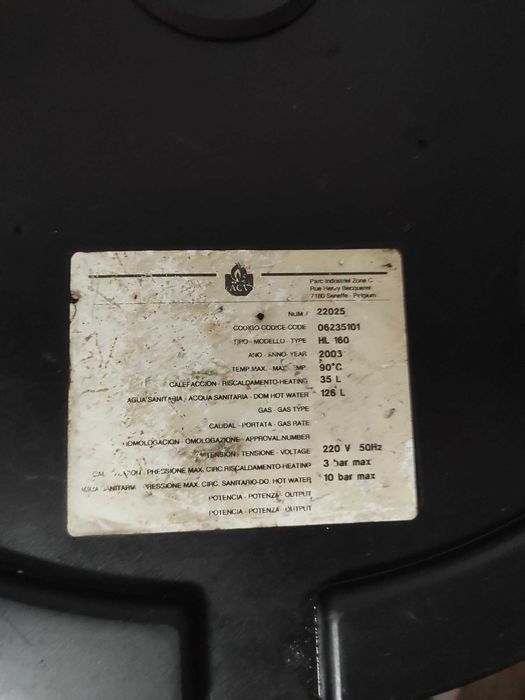 ACV
Parc Industriel Zone C
Rue Henry Becquerel
7180 Seneffe - Belgium
NUM / 22025
CODIGO-CODICE-CODE 06235101
TIPO - MODELLO - TYPE HL 160
ANO - ANNO - YEAR 2003
TEMP.MAX. - MAX. TEMP 90°C
CALEFACCION - RISCALDAMENTO-HEATING 35 L
AGUA SANITARIA / ACQUA SANITARIA - DOM HOT WATER 126 L
GAS - GAS TYPE
CAUDAL - PORTATA - GAS RATE
HOMOLOGACION - OMOLOGAZIONE - APPROVAL NUMBER
TENSION - TENSIONE - VOLTAGE 220 V 50Hz
PRESSIONE MAX. CIRC.RISCALDAMENTO-HEATING 3 bar max
SANITARIA PRESSIONE MAX. CIRC. SANITARIO-DO. HOT WATER 10 bar max
POTENCIA - POTENZA - OUTPUT
POTENCIA - POTENZA - OUTPUT